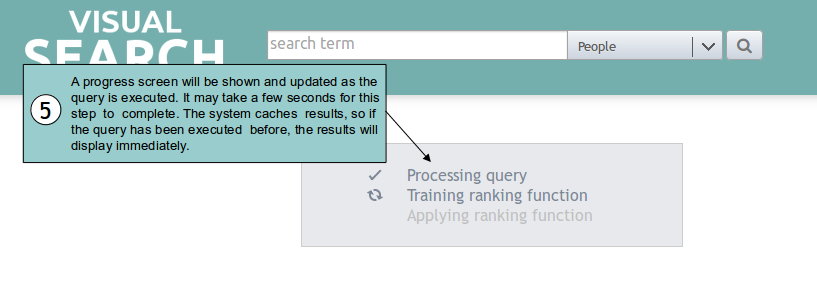 VISUAL
SEARCH
search term
People
5
A progress screen will be shown and updated as the
query is executed. It may take a few seconds for this
step to complete. The system caches results, so if
the query has been executed before, the results will
display immediately.
Processing query
Training ranking function
Applying ranking function